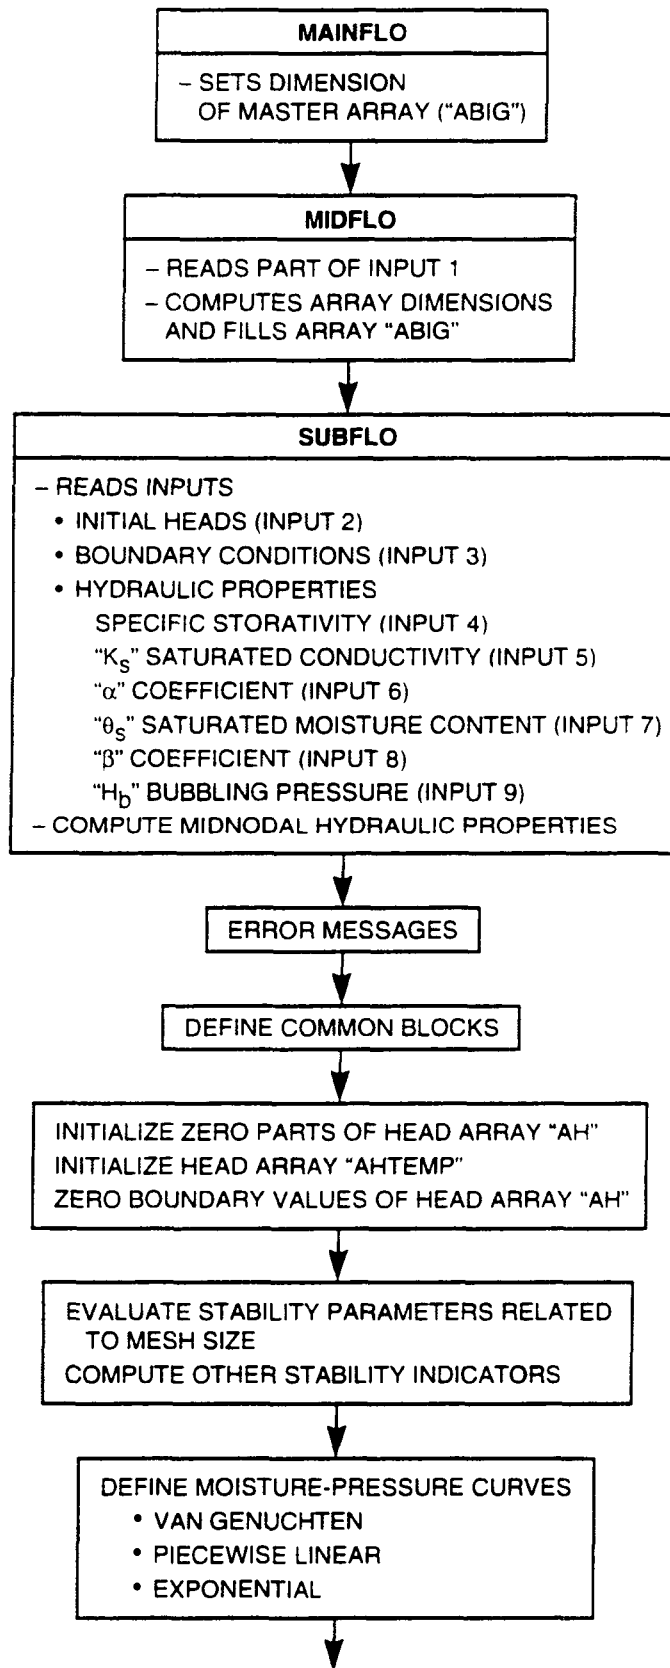 MAINFLO
– SETS DIMENSION
OF MASTER ARRAY ("ABIG")
MIDFLO
– READS PART OF INPUT 1
– COMPUTES ARRAY DIMENSIONS
AND FILLS ARRAY "ABIG"
SUBFLO
– READS INPUTS
• INITIAL HEADS (INPUT 2)
• BOUNDARY CONDITIONS (INPUT 3)
• HYDRAULIC PROPERTIES
SPECIFIC STORATIVITY (INPUT 4)
"Ks" SATURATED CONDUCTIVITY (INPUT 5)
"α" COEFFICIENT (INPUT 6)
"θs" SATURATED MOISTURE CONTENT (INPUT 7)
"β" COEFFICIENT (INPUT 8)
"Hb" BUBBLING PRESSURE (INPUT 9)
– COMPUTE MIDNODAL HYDRAULIC PROPERTIES
ERROR MESSAGES
DEFINE COMMON BLOCKS
INITIALIZE ZERO PARTS OF HEAD ARRAY "AH"
INITIALIZE HEAD ARRAY "AHTEMP"
ZERO BOUNDARY VALUES OF HEAD ARRAY "AH"
EVALUATE STABILITY PARAMETERS RELATED
TO MESH SIZE
COMPUTE OTHER STABILITY INDICATORS
DEFINE MOISTURE-PRESSURE CURVES
• VAN GENUCHTEN
• PIECEWISE LINEAR
• EXPONENTIAL